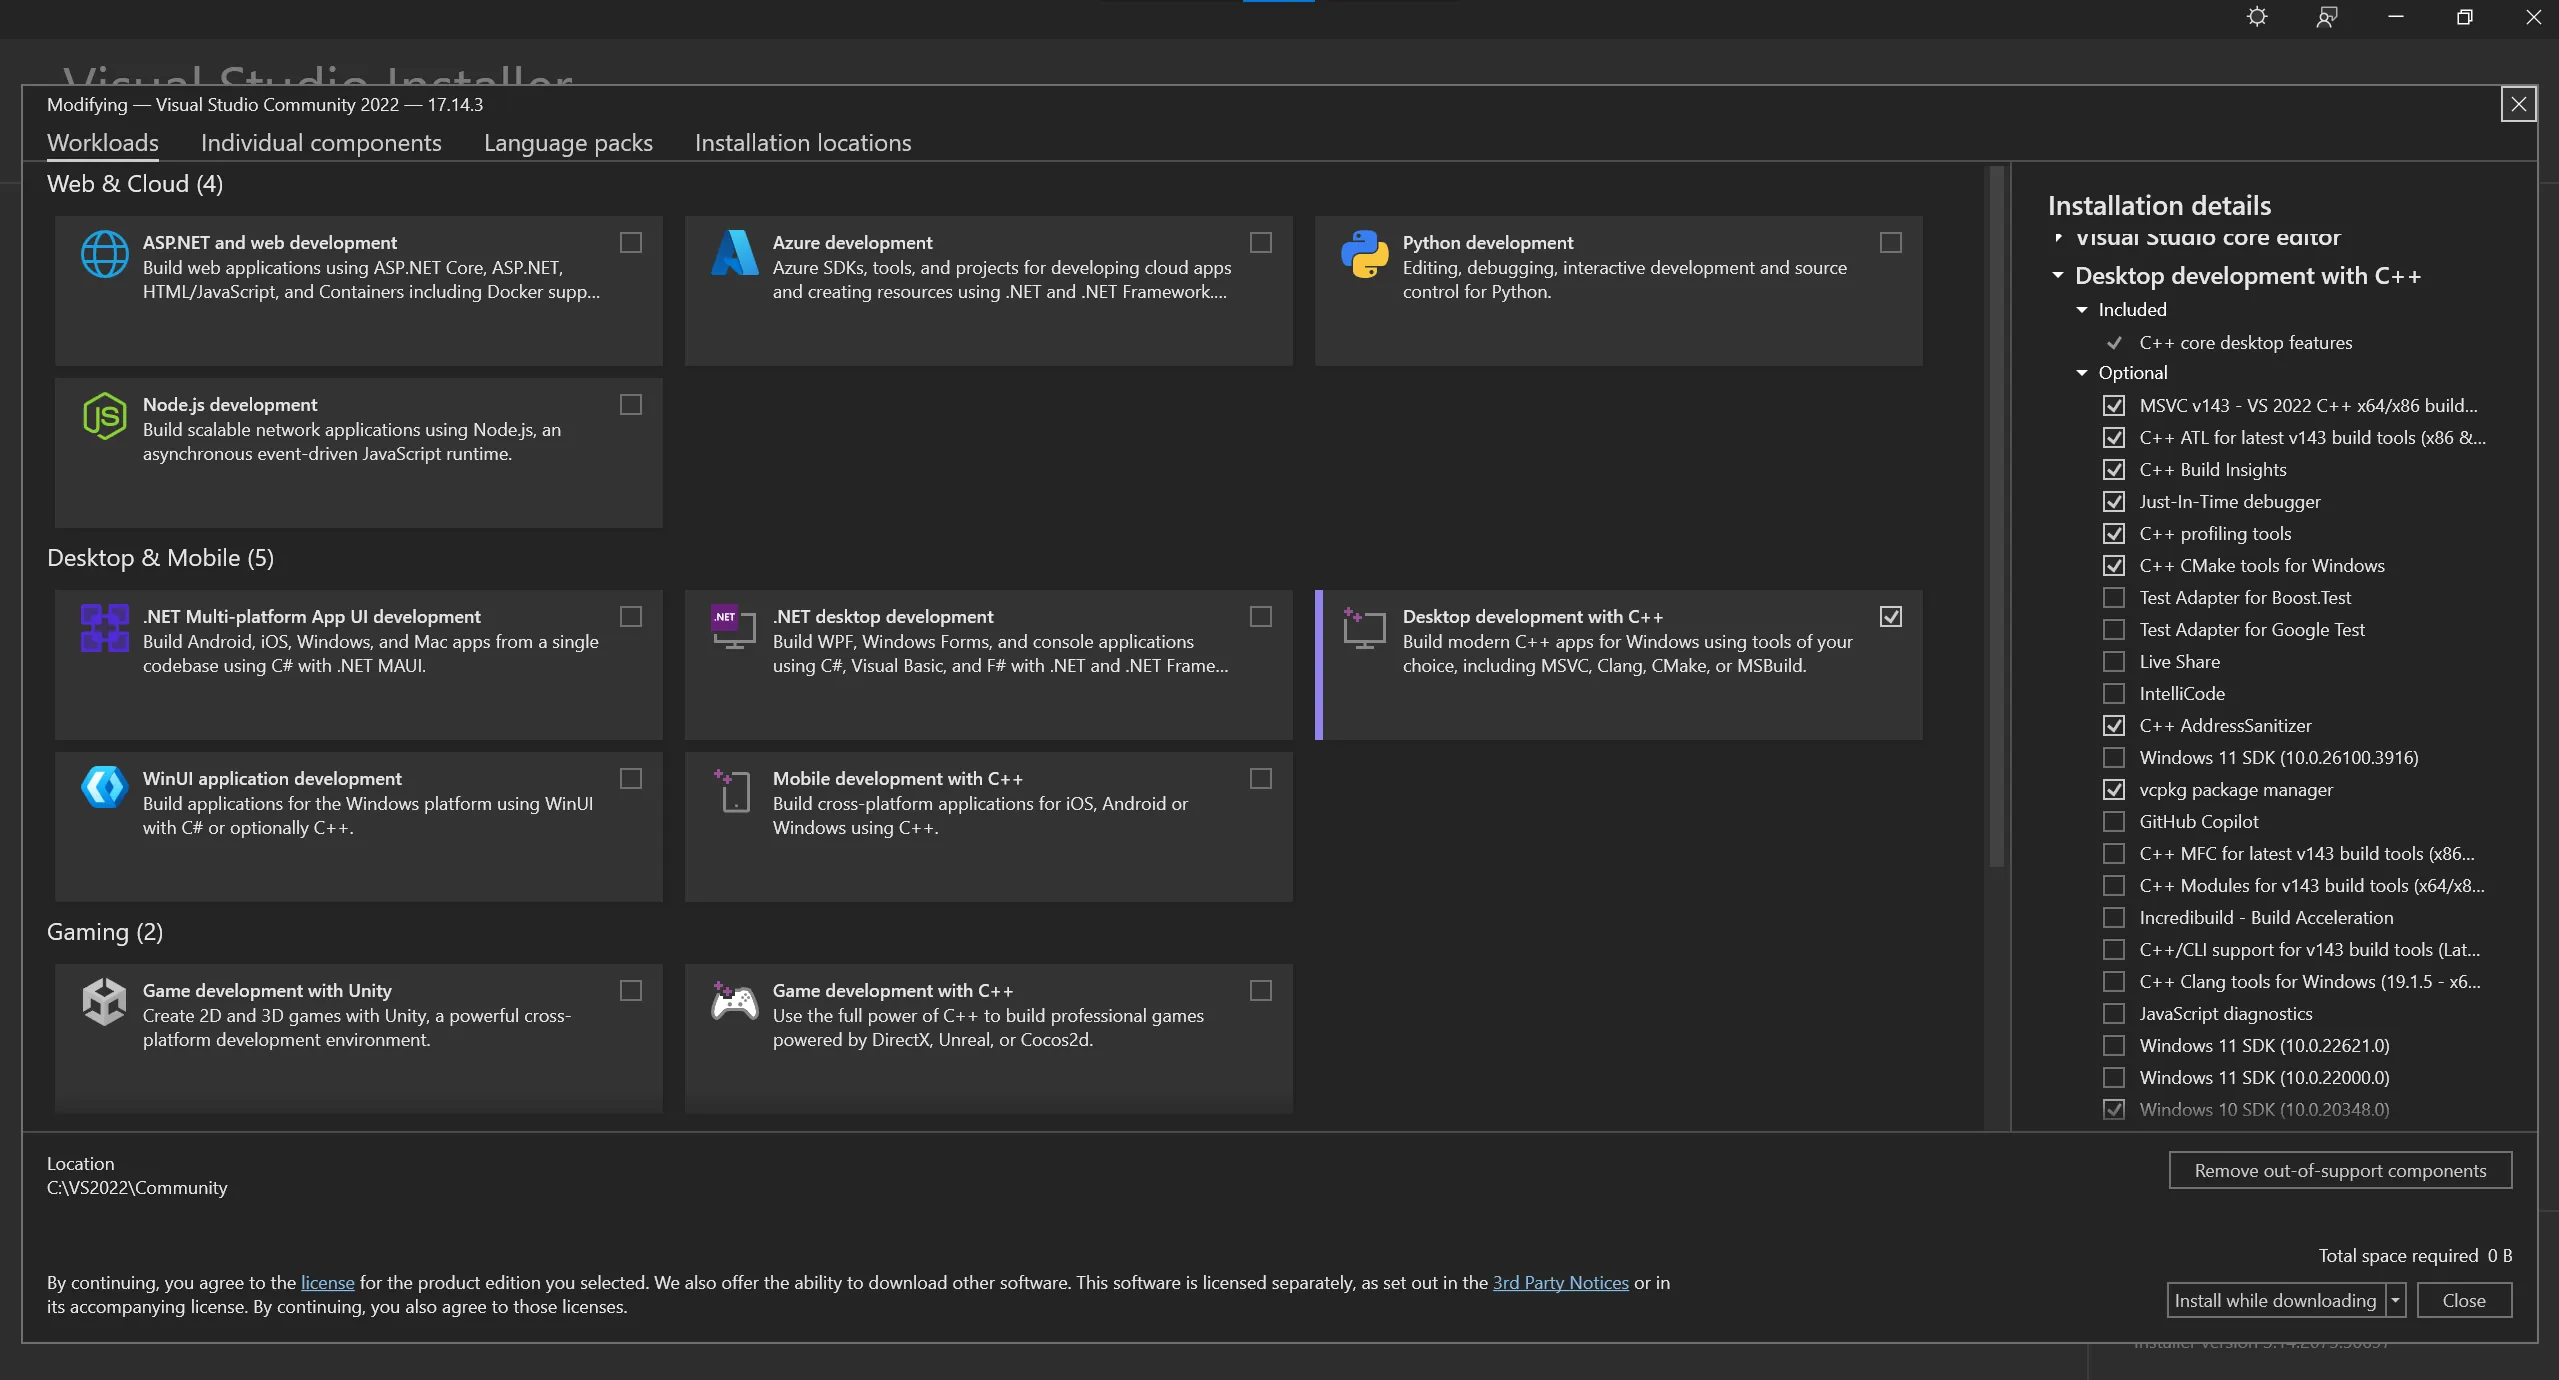 Visual Studio Installer
Modifying — Visual Studio Community 2022 — 17.14.3
Workloads
Individual components
Language packs
Installation locations
Web & Cloud (4)
ASP.NET and web development
Build web applications using ASP.NET Core, ASP.NET,
HTML/JavaScript, and Containers including Docker supp...
Azure development
Azure SDKs, tools, and projects for developing cloud apps
and creating resources using .NET and .NET Framework....
Python development
Editing, debugging, interactive development and source
control for Python.
JS
Node.js development
Build scalable network applications using Node.js, an
asynchronous event-driven JavaScript runtime.
Desktop & Mobile (5)
.NET Multi-platform App UI development
Build Android, iOS, Windows, and Mac apps from a single
codebase using C# with .NET MAUI.
.NET
.NET desktop development
Build WPF, Windows Forms, and console applications
using C#, Visual Basic, and F# with .NET and .NET Frame...
Desktop development with C++
Build modern C++ apps for Windows using tools of your
choice, including MSVC, Clang, CMake, or MSBuild.
WinUI application development
Build applications for the Windows platform using WinUI
with C# or optionally C++.
Mobile development with C++
Build cross-platform applications for iOS, Android or
Windows using C++.
Gaming (2)
Game development with Unity
Create 2D and 3D games with Unity, a powerful cross-
platform development environment.
Game development with C++
Use the full power of C++ to build professional games
powered by DirectX, Unreal, or Cocos2d.
Installation details
Visual Studio core editor
Desktop development with C++
Included
C++ core desktop features
Optional
MSVC v143 - VS 2022 C++ x64/x86 build...
C++ ATL for latest v143 build tools (x86 &...
C++ Build Insights
Just-In-Time debugger
C++ profiling tools
C++ CMake tools for Windows
Test Adapter for Boost.Test
Test Adapter for Google Test
Live Share
IntelliCode
C++ AddressSanitizer
Windows 11 SDK (10.0.26100.3916)
vcpkg package manager
GitHub Copilot
C++ MFC for latest v143 build tools (x86...
C++ Modules for v143 build tools (x64/x8...
Incredibuild - Build Acceleration
C++/CLI support for v143 build tools (Lat...
C++ Clang tools for Windows (19.1.5 - x6...
JavaScript diagnostics
Windows 11 SDK (10.0.22621.0)
Windows 11 SDK (10.0.22000.0)
Windows 10 SDK (10.0.20348.0)
Location
C:\VS2022\Community
Remove out-of-support components
Total space required 0 B
By continuing, you agree to the license for the product edition you selected. We also offer the ability to download other software. This software is licensed separately, as set out in the 3rd Party Notices or in
its accompanying license. By continuing, you also agree to those licenses.
Install while downloading
Close